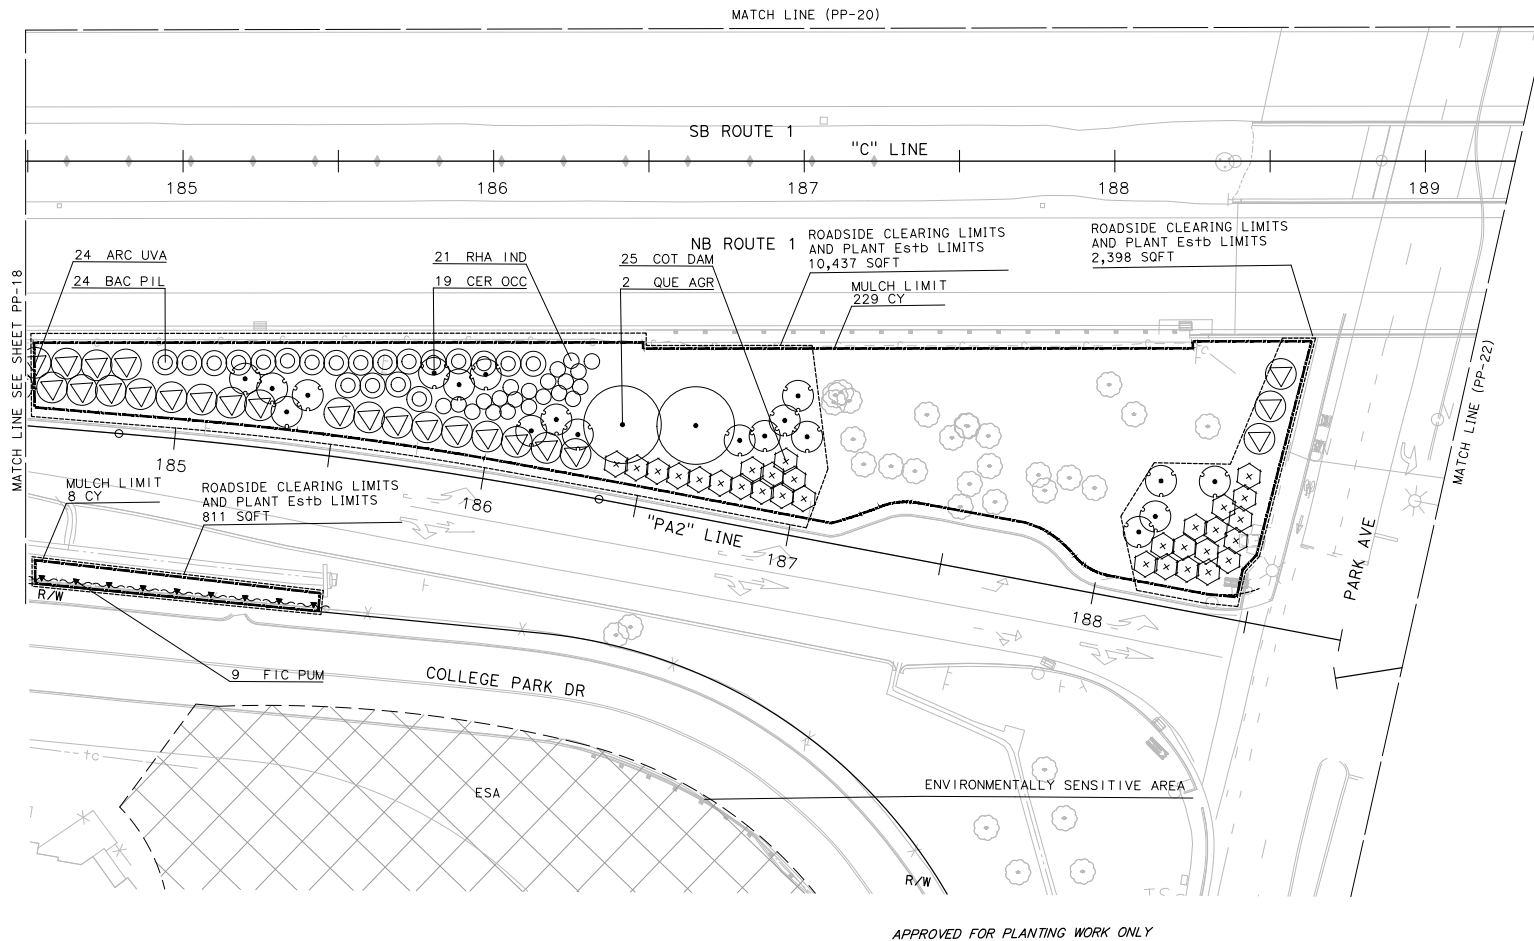 MATCH LINE (PP-20)
SB ROUTE 1
"C" LINE
185
186
187
188
189
NB ROUTE 1
ROADSIDE CLEARING LIMITS
AND PLANT Estb LIMITS
10,437 SQFT
ROADSIDE CLEARING LIMITS
AND PLANT Estb LIMITS
2,398 SQFT
24 ARC UVA
24 BAC PIL
21 RHA IND
19 CER OCC
25 COT DAM
2 QUE AGR
MULCH LIMIT
229 CY
MATCH LINE SEE SHEET PP-18
MATCH LINE (PP-22)
185
186
"PA2" LINE
187
188
PARK AVE
MULCH LIMIT
8 CY
ROADSIDE CLEARING LIMITS
AND PLANT Estb LIMITS
811 SQFT
R/W
9 FIC PUM
COLLEGE PARK DR
tc
ESA
ENVIRONMENTALLY SENSITIVE AREA
R/W
APPROVED FOR PLANTING WORK ONLY